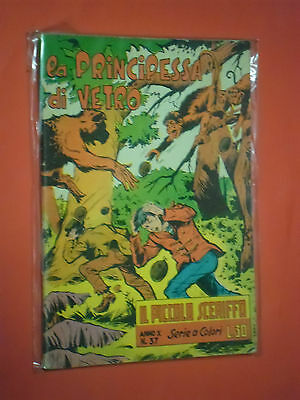 la PRINCIPESSA
di VETRO
IL PICCOLO SCERIFFO
ANNO X
N. 37
Serie a Colori
L.30